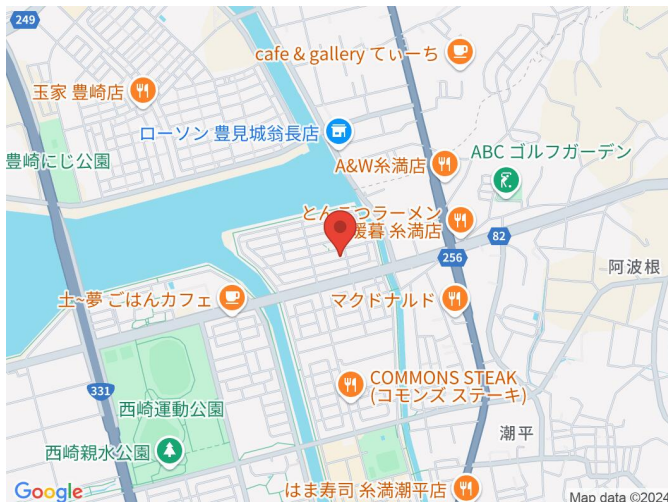 249
cafe & gallery てぃーち
玉家 豊崎店
ローソン 豊見城翁長店
豊崎にじ公園
A&W糸満店
ABC ゴルフガーデン
とんこつラーメン
暖暮 糸満店
82
256
阿波根
土~夢 ごはんカフェ
マクドナルド
331
COMMONS STEAK
(コモンズ ステーキ)
西崎運動公園
潮平
西崎親水公園
はま寿司 糸満潮平店
Google
Map data ©2024